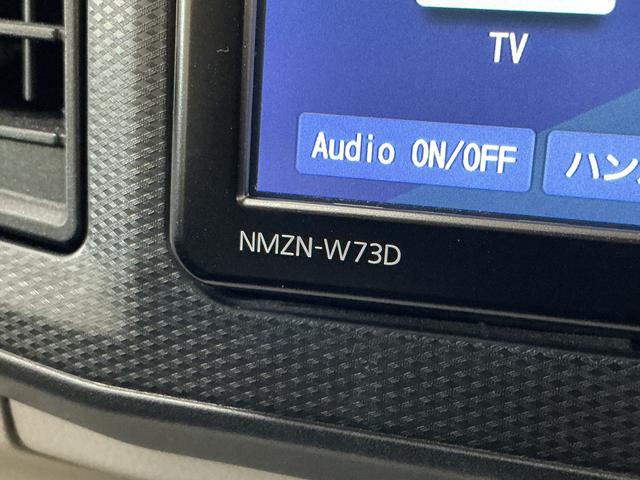 TV
Audio ON/OFF
ハン
NMZN-W73D